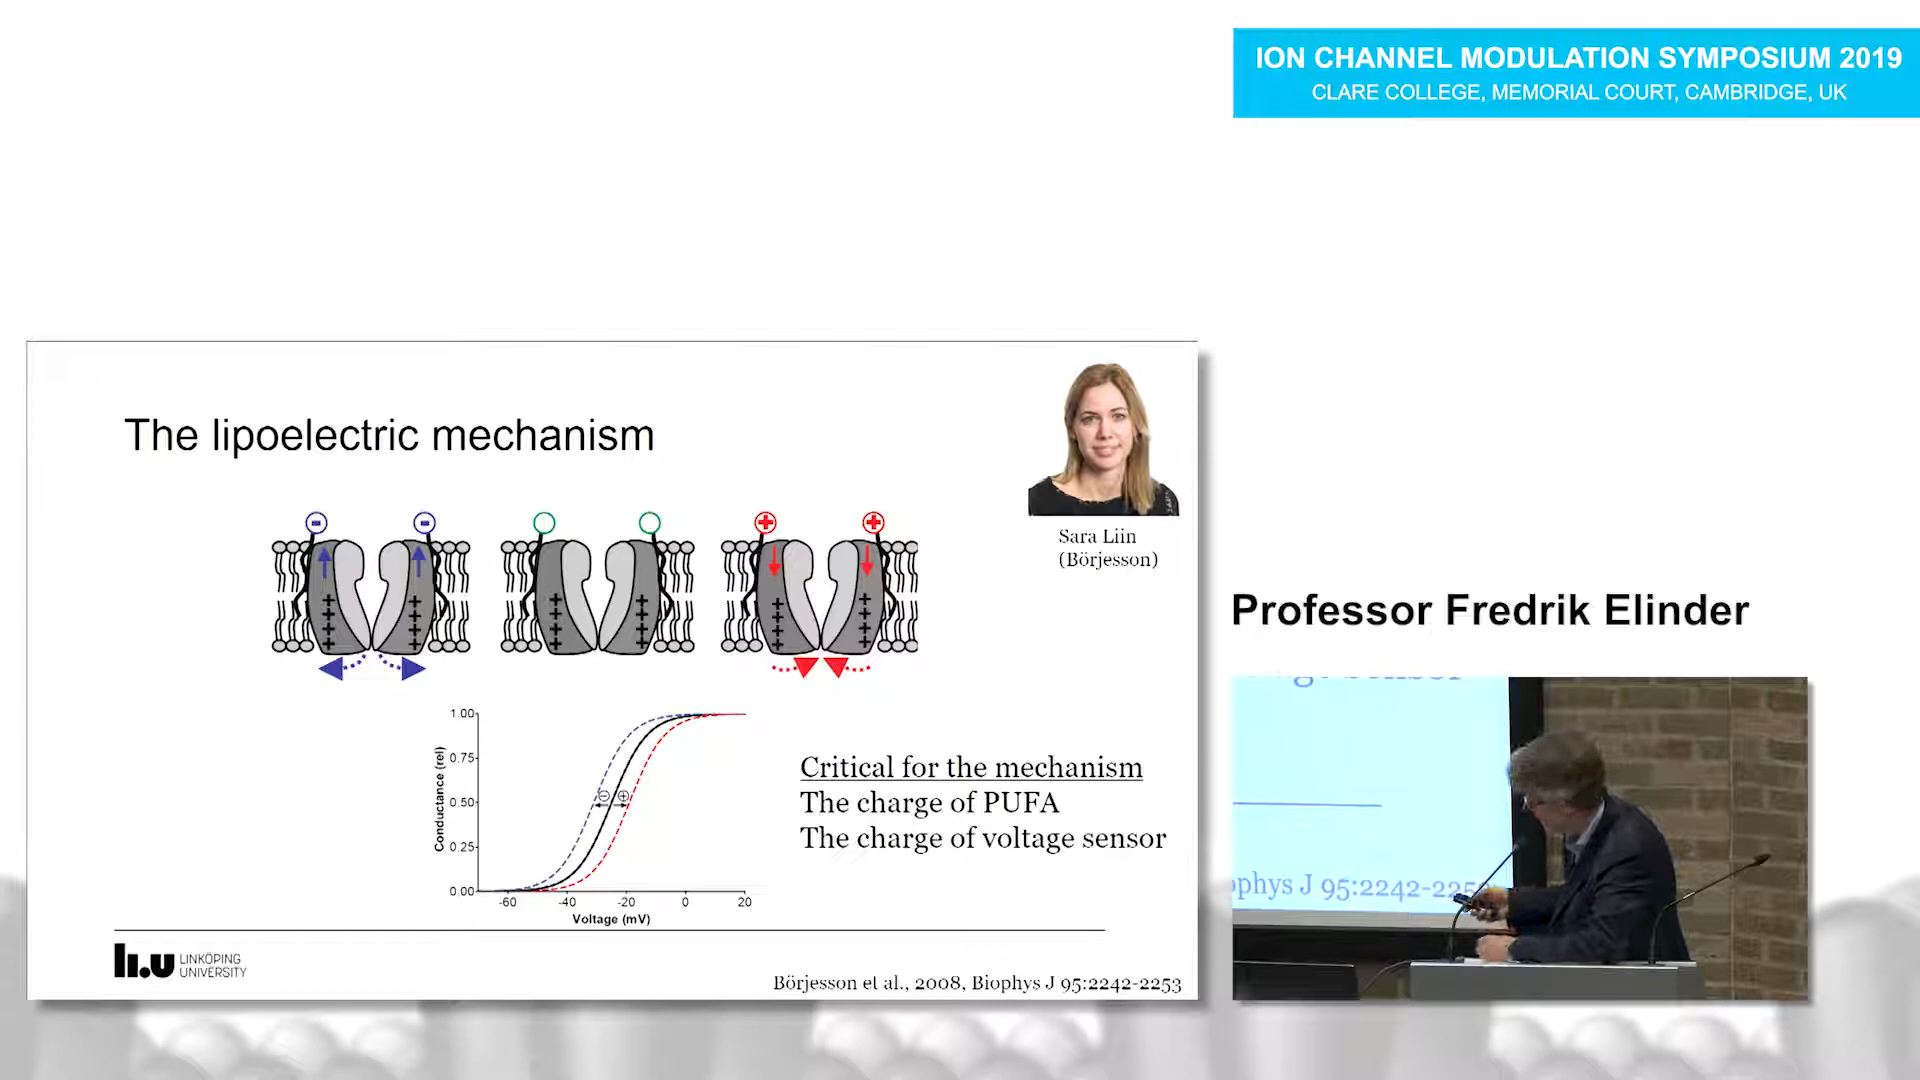 ION CHANNEL MODULATION SYMPOSIUM 2019
CLARE COLLEGE, MEMORIAL COURT, CAMBRIDGE, UK
The lipoelectric mechanism
Sara Liin
(Börjesson)
1.00
0.75
0.50
0.25
0.00
Conductance (rel)
-60 -40 -20 0 20
Voltage (mV)
Critical for the mechanism
The charge of PUFA
The charge of voltage sensor
li.u LINKÖPING
UNIVERSITY
Börjesson et al., 2008, Biophys J 95:2242-2253
Professor Fredrik Elinder
ophys J 95:2242-2253